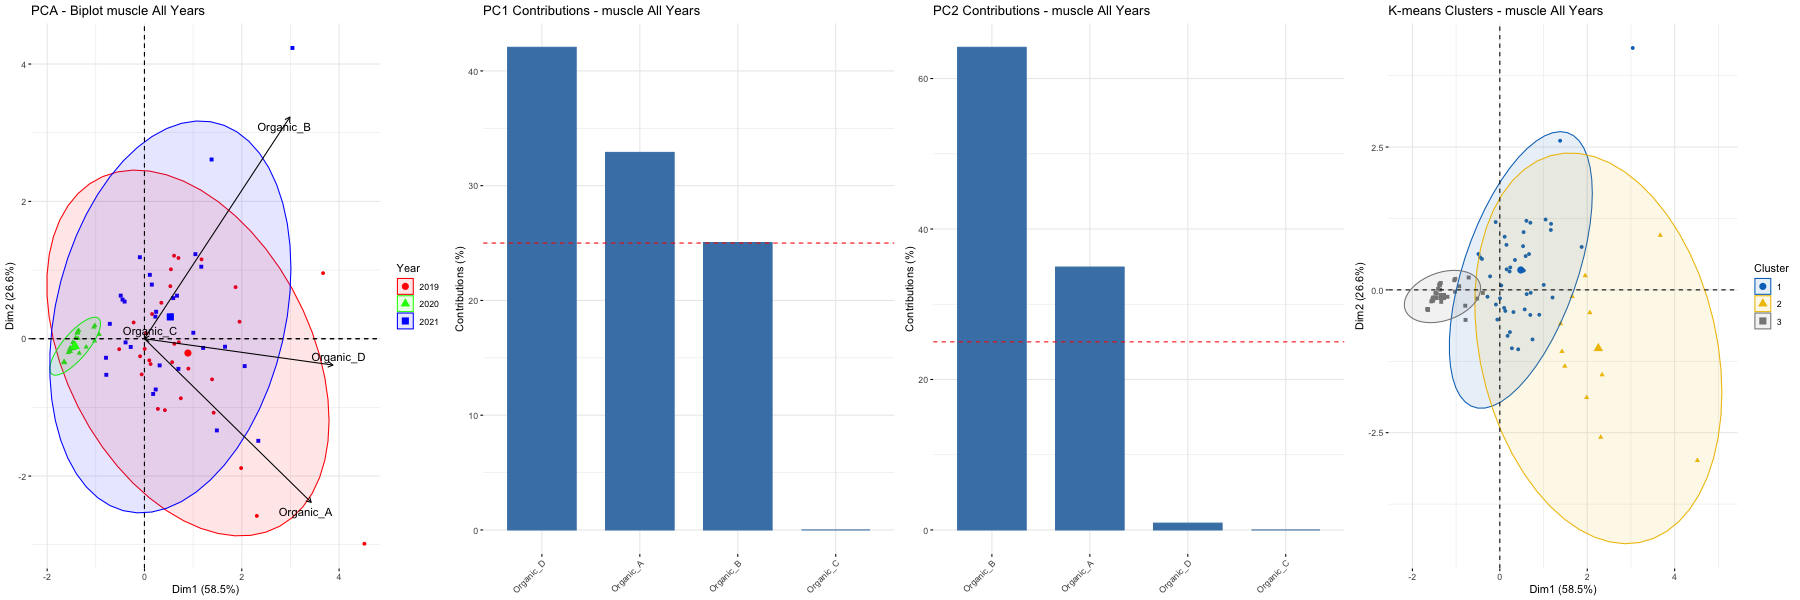 PCA - Biplot muscle All Years
Dim2 (26.6%)
4
2
0
-2
-2
0
2
4
Dim1 (58.5%)
Organic_B
Organic_C
Organic_D
Organic_A
Year
2019
2020
2021
PC1 Contributions - muscle All Years
Contributions (%)
40
30
20
10
0
Organic_D
Organic_A
Organic_B
Organic_C
PC2 Contributions - muscle All Years
Contributions (%)
60
40
20
0
Organic_B
Organic_A
Organic_D
Organic_C
K-means Clusters - muscle All Years
Dim2 (26.6%)
2.5
0.0
-2.5
-2
0
2
4
Dim1 (58.5%)
Cluster
1
2
3